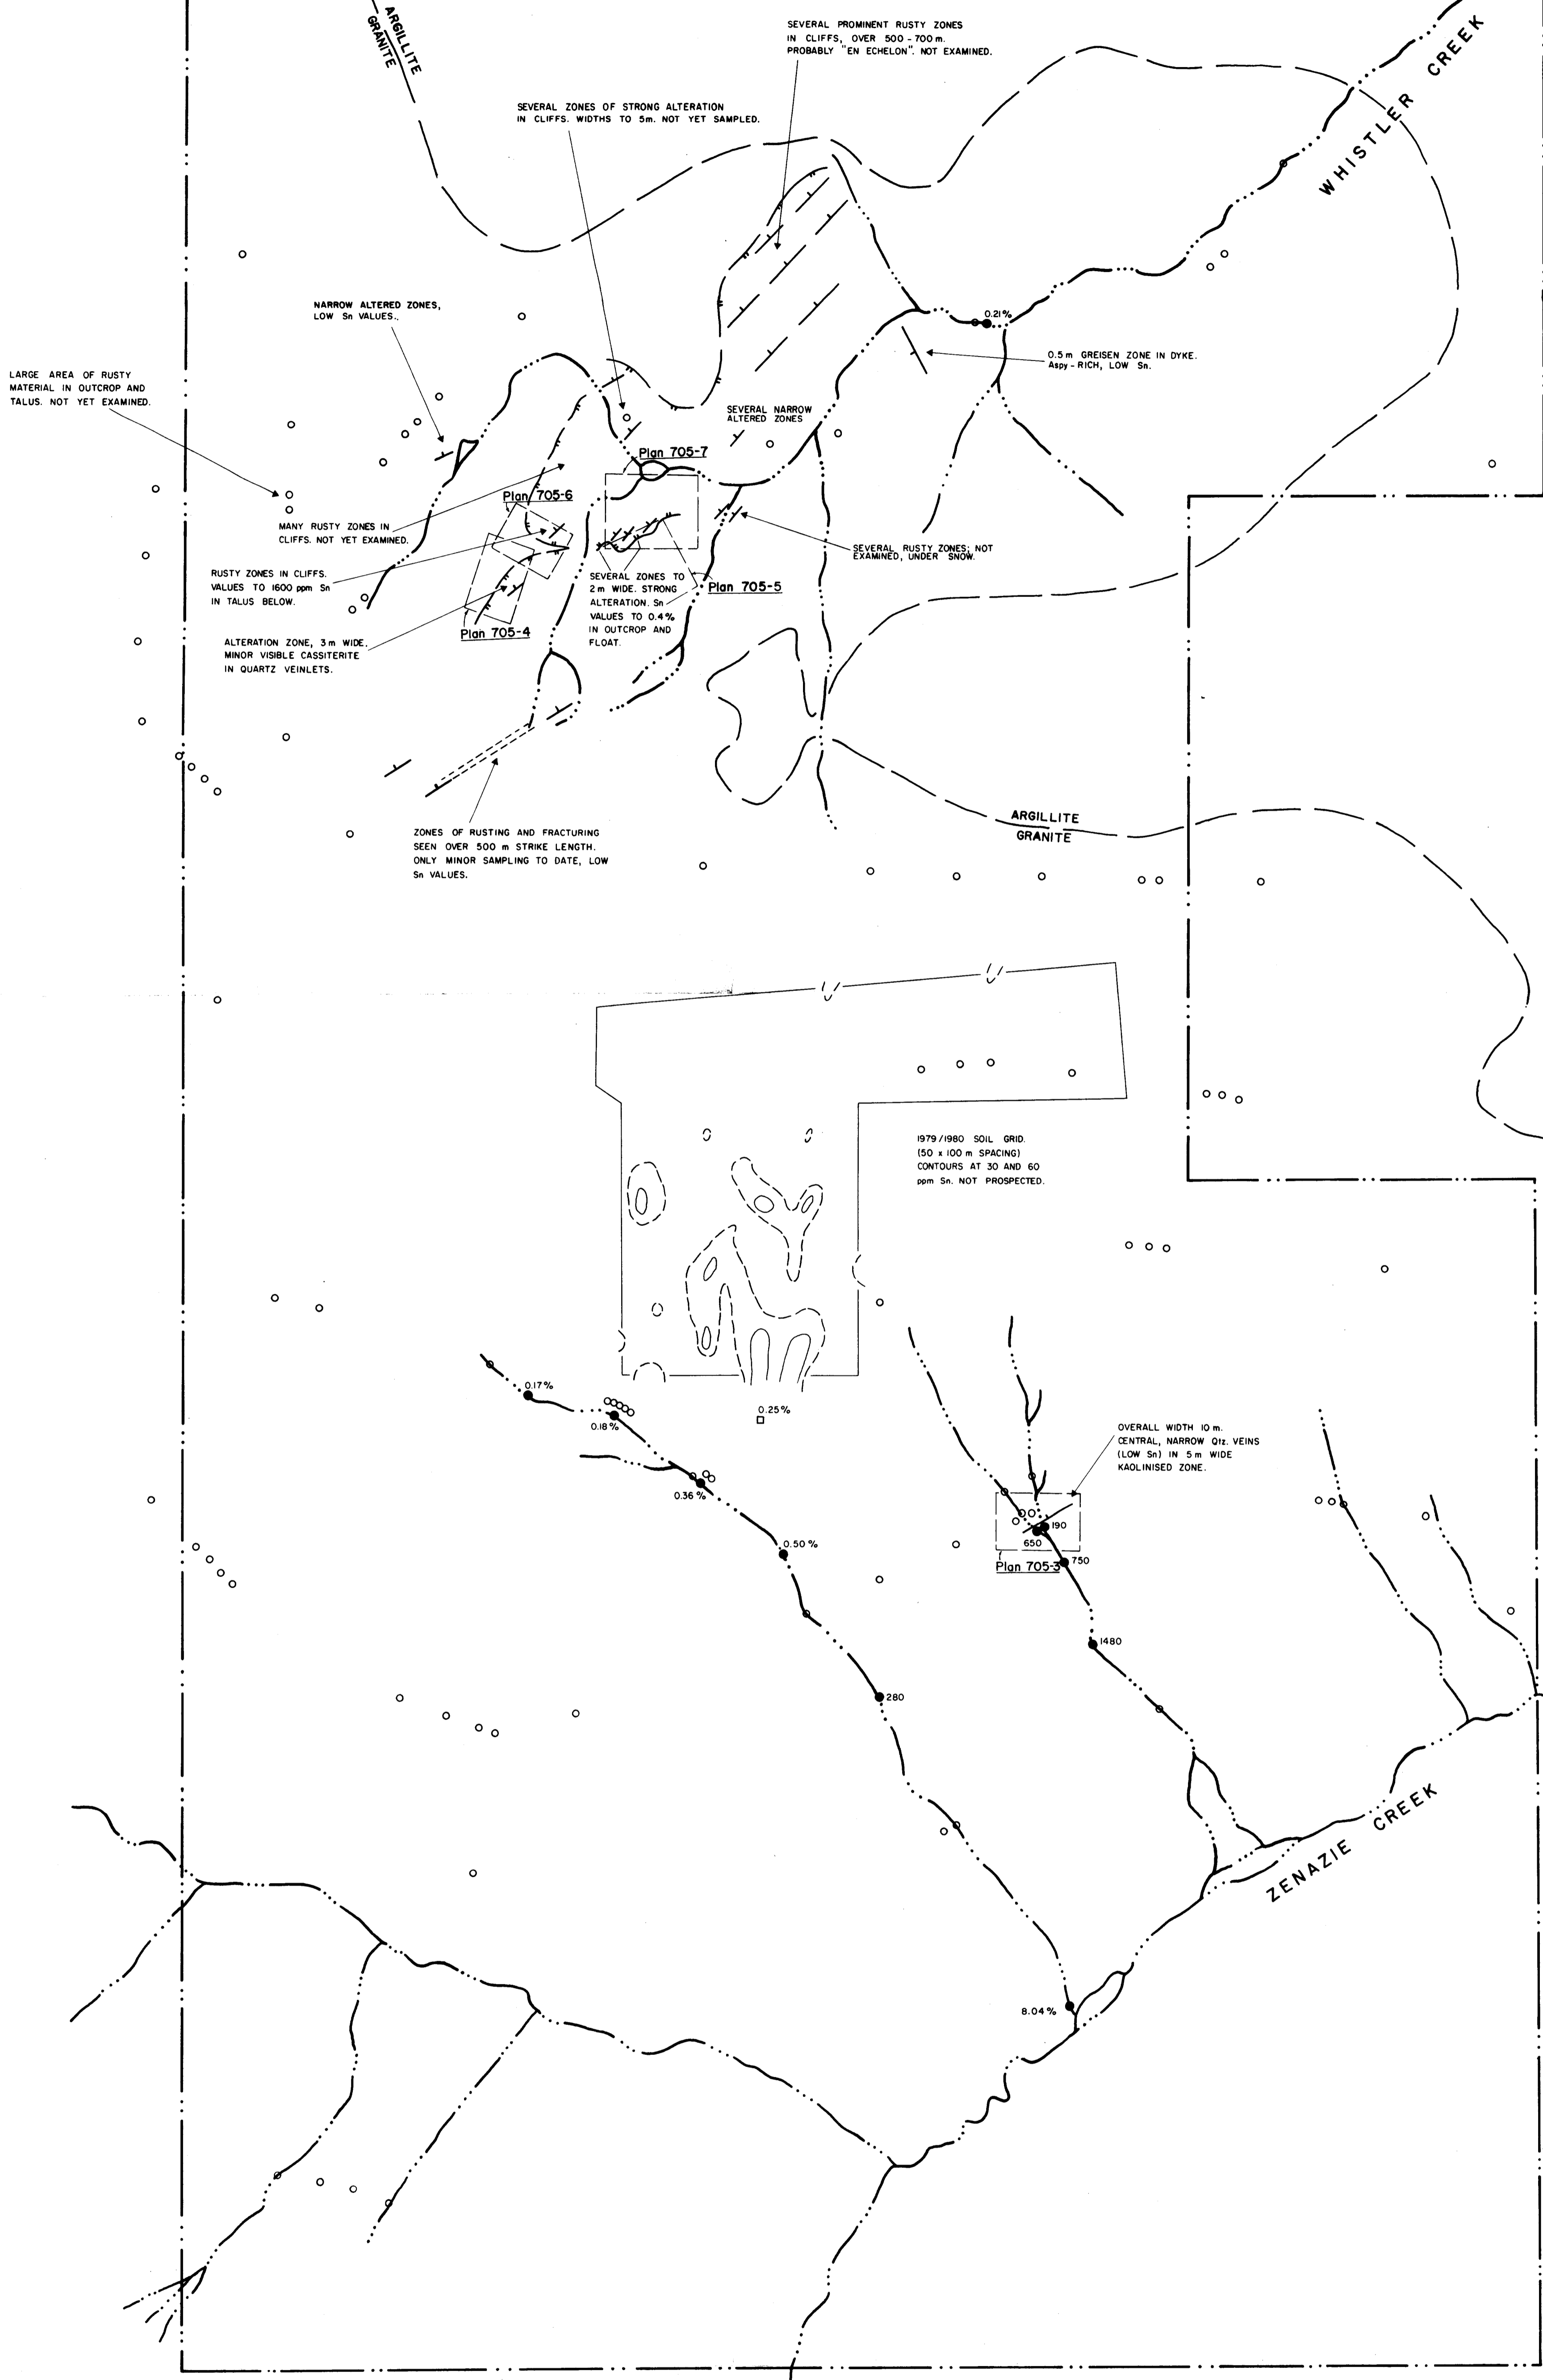 ARGILLITE
GRANITE
SEVERAL PROMINENT RUSTY ZONES
IN CLIFFS, OVER 500 - 700 m.
PROBABLY "EN ECHELON". NOT EXAMINED.
WHISTLER CREEK
SEVERAL ZONES OF STRONG ALTERATION
IN CLIFFS. WIDTHS TO 5m. NOT YET SAMPLED.
NARROW ALTERED ZONES,
LOW Sn VALUES.
0.21%
0.5 m GREISEN ZONE IN DYKE.
Aspy - RICH, LOW Sn.
LARGE AREA OF RUSTY
MATERIAL IN OUTCROP AND
TALUS. NOT YET EXAMINED.
SEVERAL NARROW
ALTERED ZONES
Plan 705-7
Plan 705-6
MANY RUSTY ZONES IN
CLIFFS. NOT YET EXAMINED.
SEVERAL RUSTY ZONES; NOT
EXAMINED, UNDER SNOW.
RUSTY ZONES IN CLIFFS.
VALUES TO 1600 ppm Sn
IN TALUS BELOW.
SEVERAL ZONES TO
2 m WIDE. STRONG
ALTERATION. Sn
VALUES TO 0.4%
IN OUTCROP AND
FLOAT.
Plan 705-5
Plan 705-4
ALTERATION ZONE, 3 m WIDE.
MINOR VISIBLE CASSITERITE
IN QUARTZ VEINLETS.
ZONES OF RUSTING AND FRACTURING
SEEN OVER 500 m STRIKE LENGTH.
ONLY MINOR SAMPLING TO DATE, LOW
Sn VALUES.
ARGILLITE
GRANITE
1979/1980 SOIL GRID.
(50 x 100 m SPACING)
CONTOURS AT 30 AND 60
ppm Sn. NOT PROSPECTED.
0.17%
0.18%
0.25%
0.36%
0.50%
OVERALL WIDTH 10 m.
CENTRAL, NARROW Qtz. VEINS
(LOW Sn) IN 5 m WIDE
KAOLINISED ZONE.
190
650
Plan 705-3
750
1480
280
ZENAZIE CREEK
8.04%